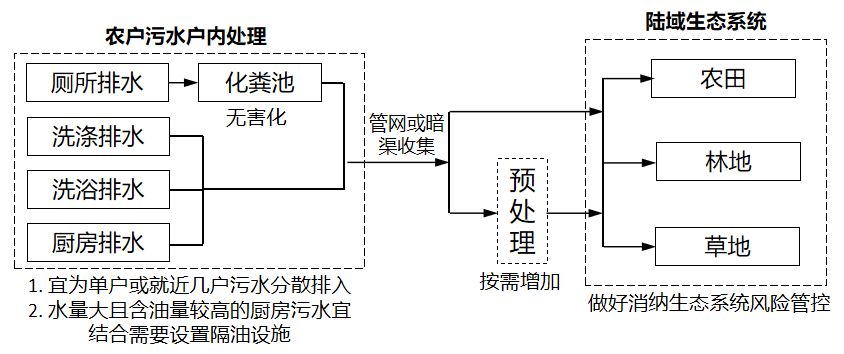 农户污水户内处理
厕所排水
化粪池
无害化
洗涤排水
洗浴排水
厨房排水
1. 宜为单户或就近几户污水分散排入
2. 水量大且含油量较高的厨房污水宜
结合需要设置隔油设施
管网或暗
渠收集
预
处
理
按需增加
陆域生态系统
农田
林地
草地
做好消纳生态系统风险管控